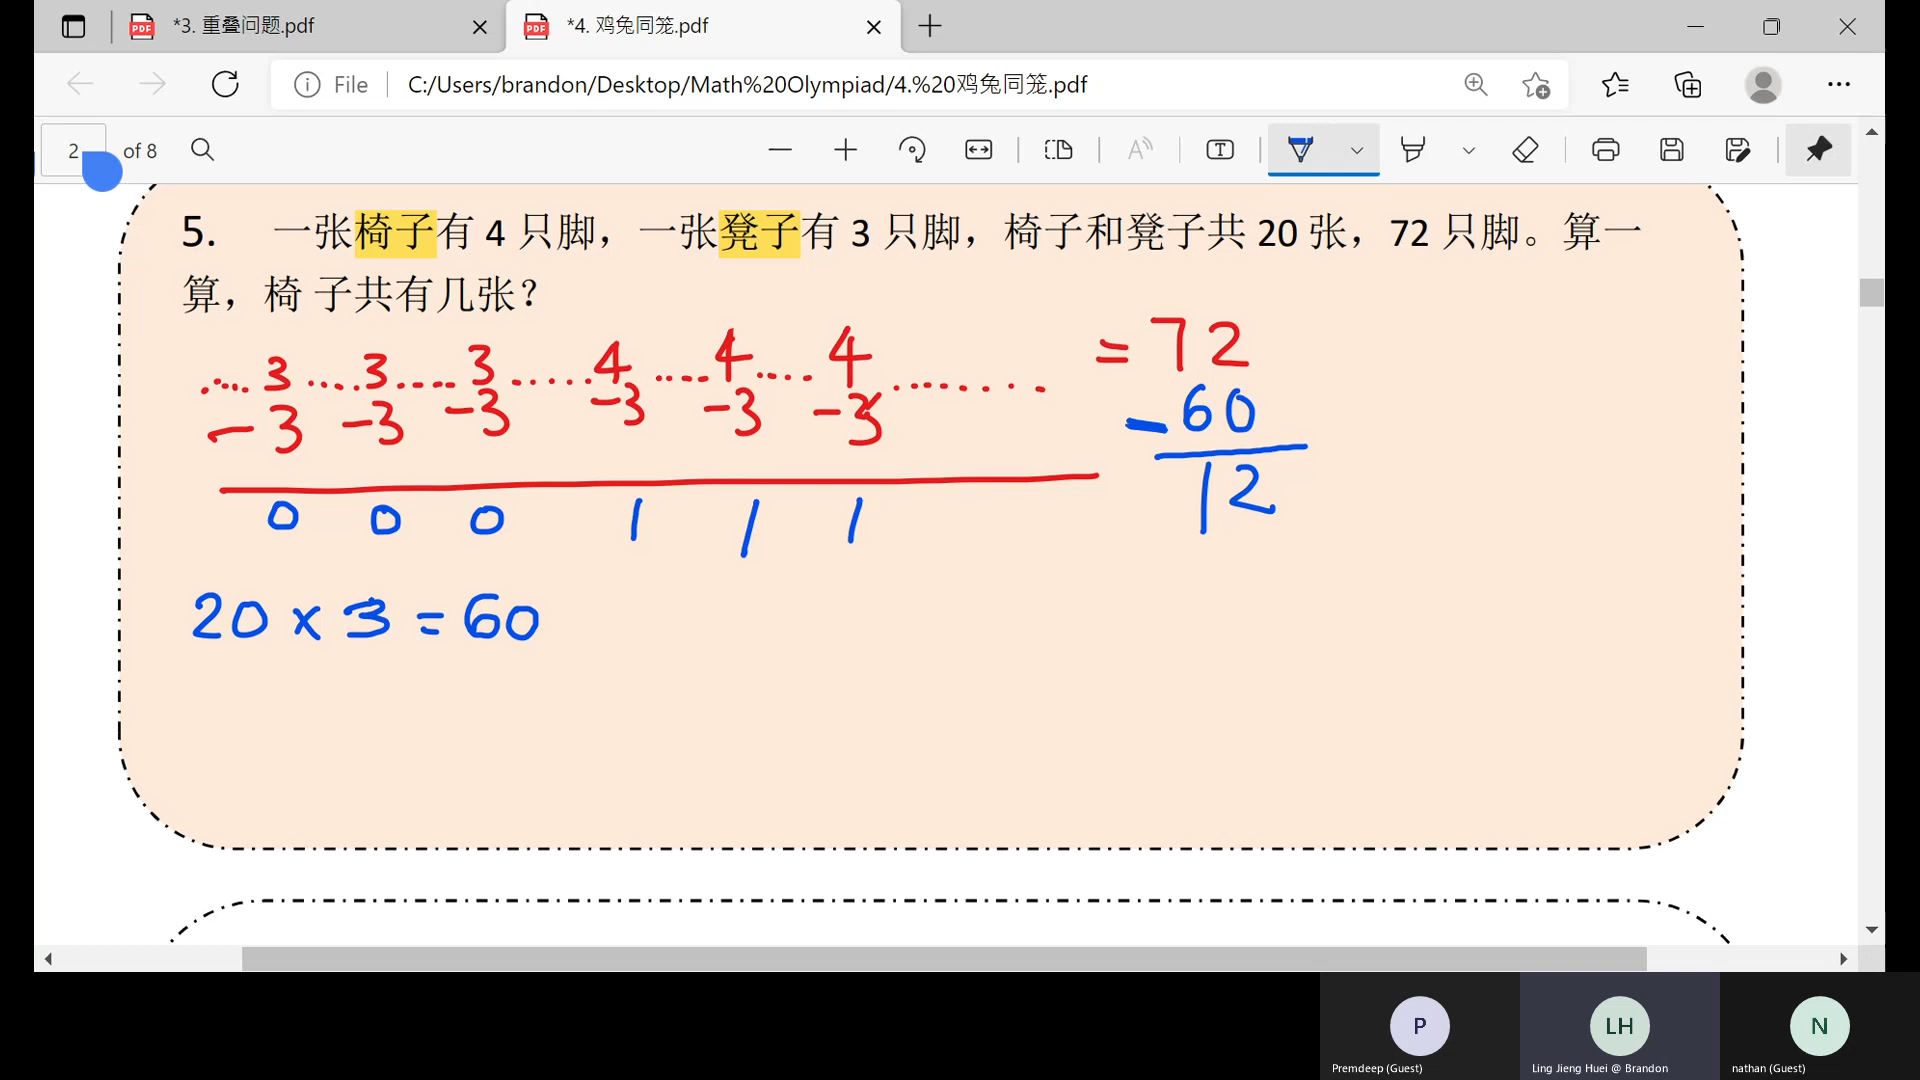 *3. 重叠问题.pdf
*4. 鸡兔同笼.pdf
File
C:/Users/brandon/Desktop/Math%20Olympiad/4.%20鸡兔同笼.pdf
2 of 8
5. 一张椅子有 4 只脚，一张凳子有 3 只脚，椅子和凳子共 20 张，72 只脚。算一
算，椅 子共有几张？
...... 3 ...... 3 ...... 3 ...... 4 ...... 4 ...... 4 ...... = 72
-3 -3 -3 -3 -3 -3 -60
0 0 0 1 1 1 12
20 x 3 = 60
P LH N
Premdeep (Guest) Ling Jieng Huei @ Brandon nathan (Guest)